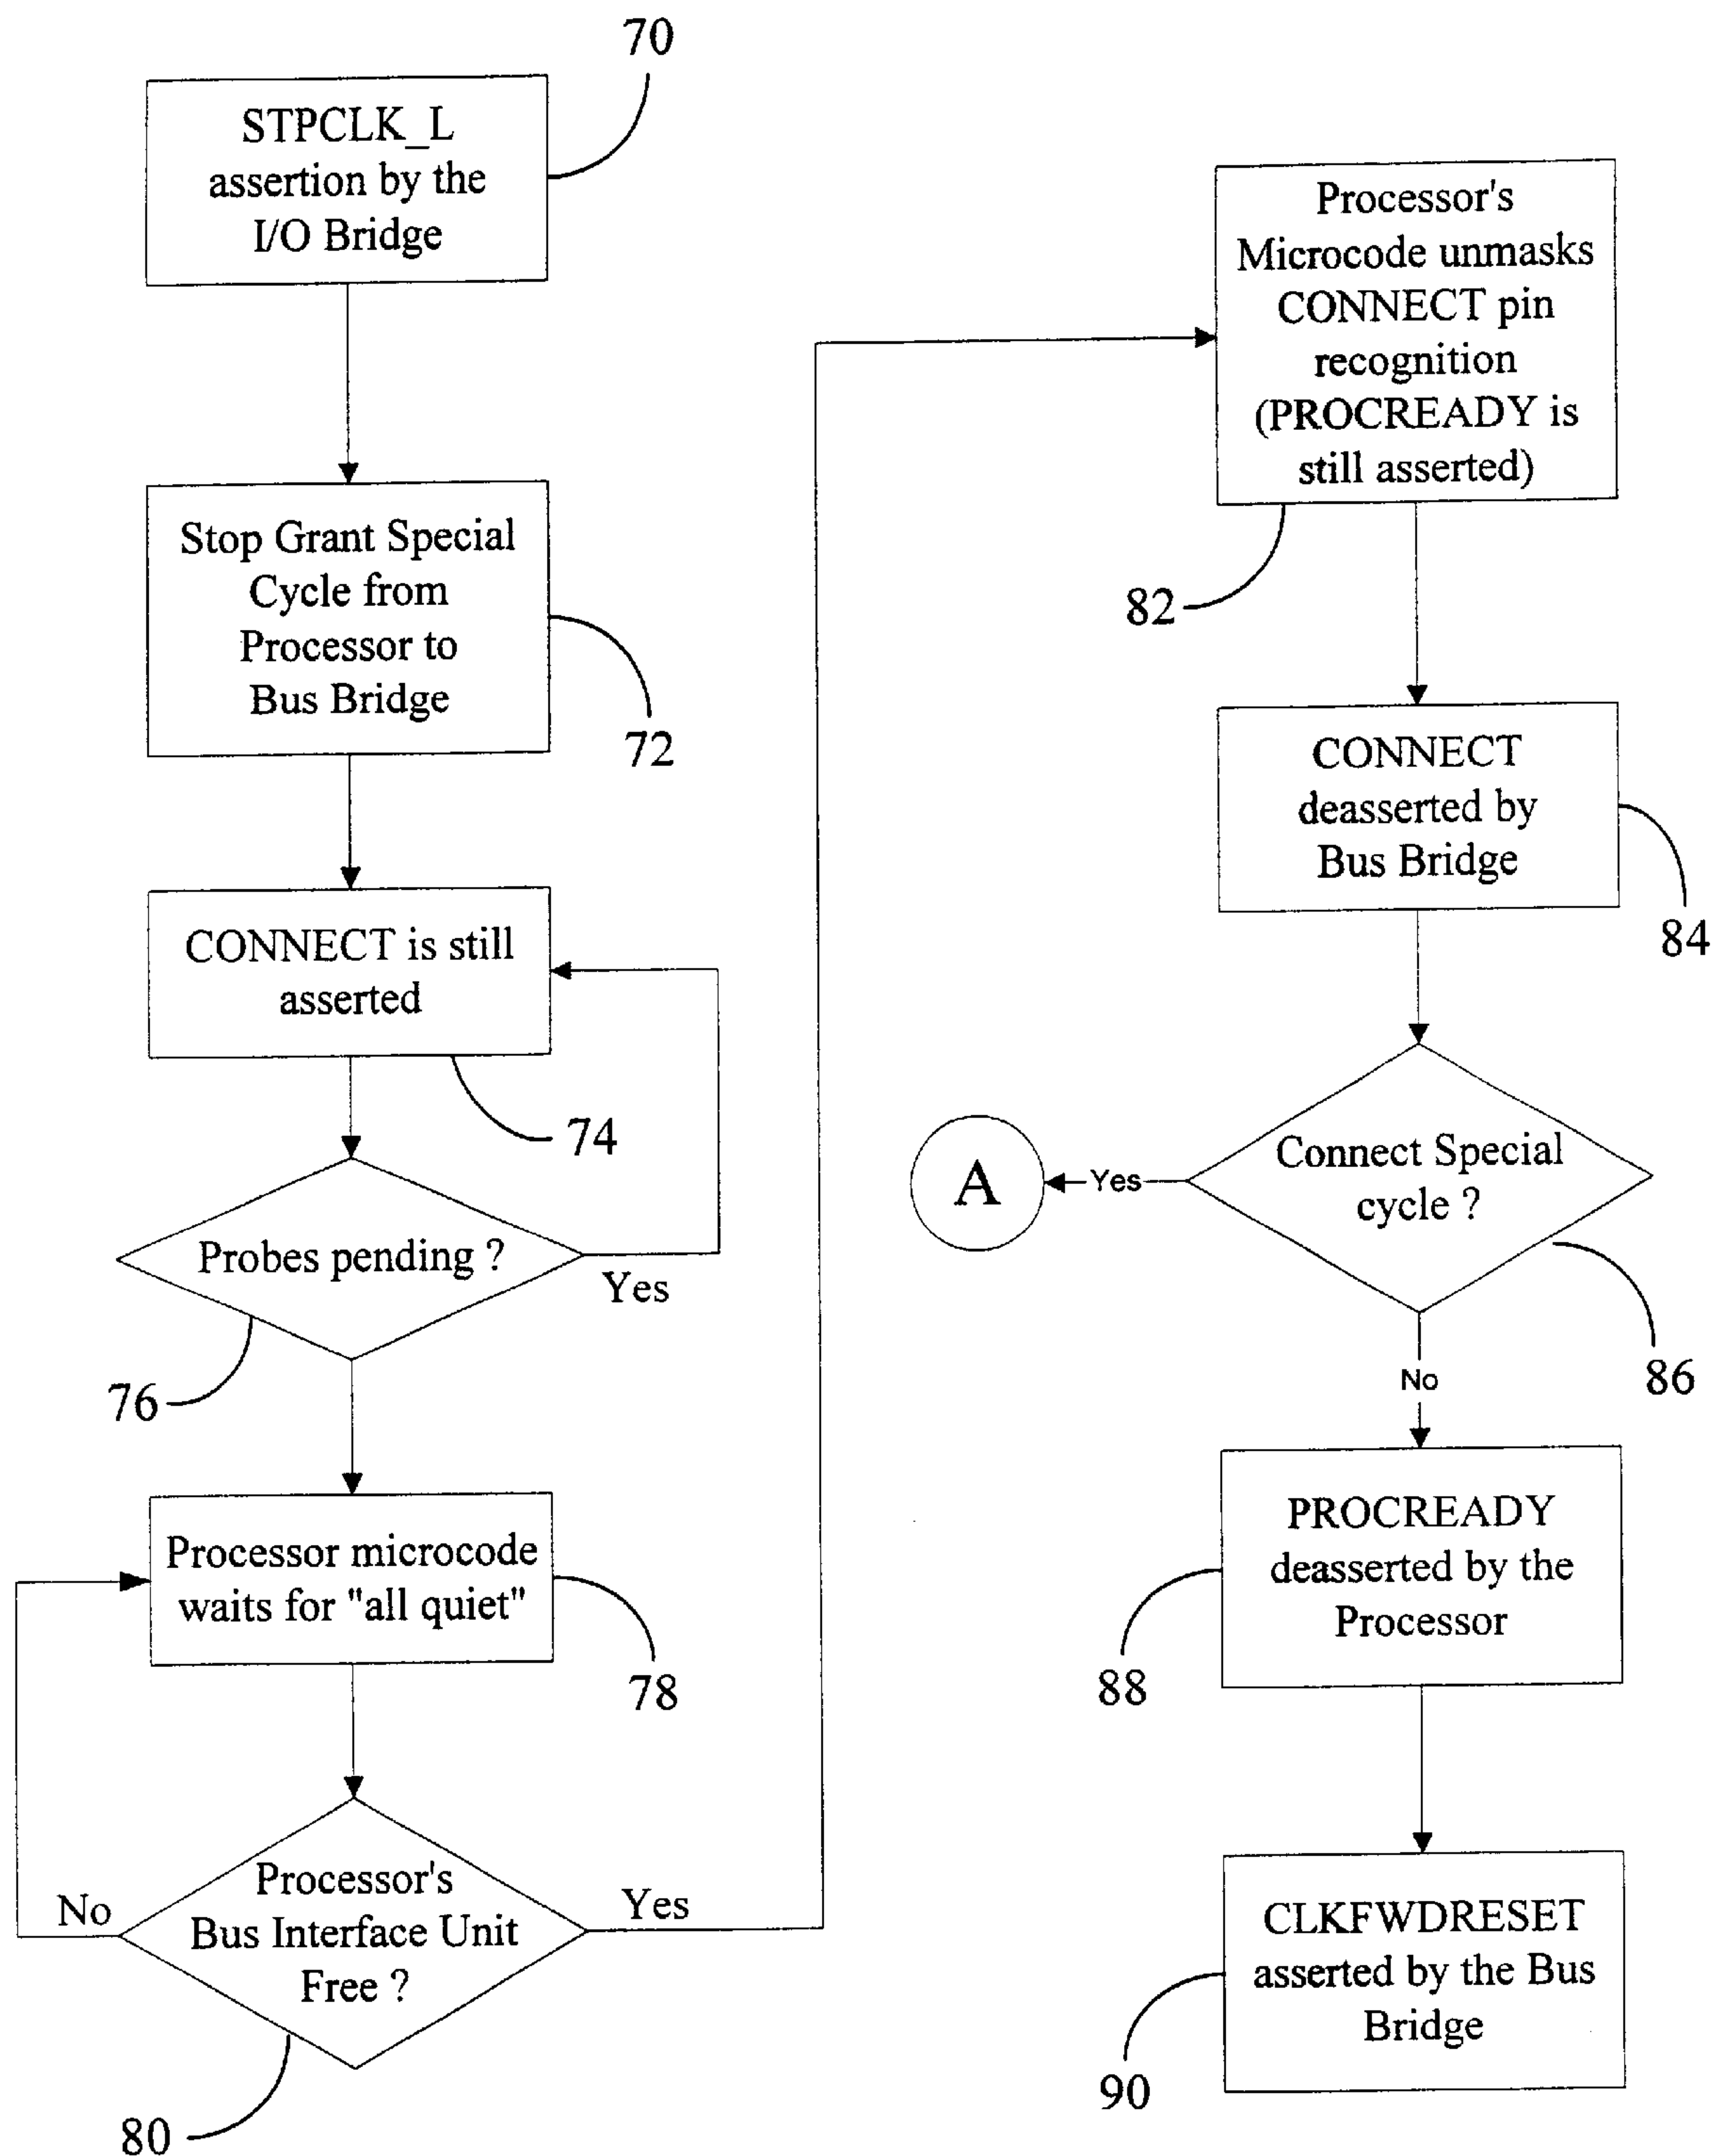 70
STPCLK_L
assertion by the
I/O Bridge
Stop Grant Special
Cycle from
Processor to
Bus Bridge
72
CONNECT is still
asserted
74
Probes pending ?
Yes
76
Processor microcode
waits for "all quiet"
78
Processor's
Bus Interface Unit
Free ?
No
Yes
80
Processor's
Microcode unmasks
CONNECT pin
recognition
(PROCREADY is
still asserted)
82
CONNECT
deasserted by
Bus Bridge
84
Connect Special
cycle ?
Yes
A
86
No
PROCREADY
deasserted by the
Processor
88
CLKFWDRESET
asserted by the Bus
Bridge
90